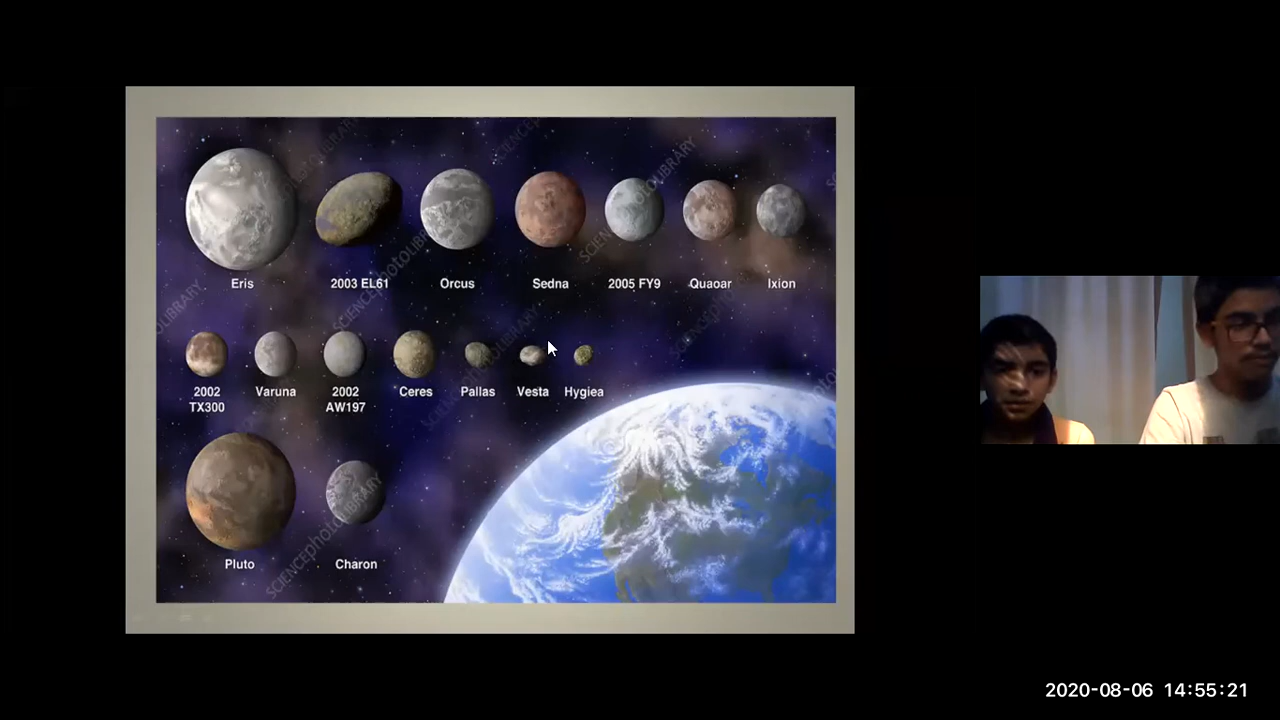 Eris 2003 EL61 Orcus Sedna 2005 FY9 Quaoar Ixion
2002 TX300 Varuna 2002 AW197 Ceres Pallas Vesta Hygiea
Pluto Charon
SCIENCEphotoLIBRARY
2020-08-06 14:55:21